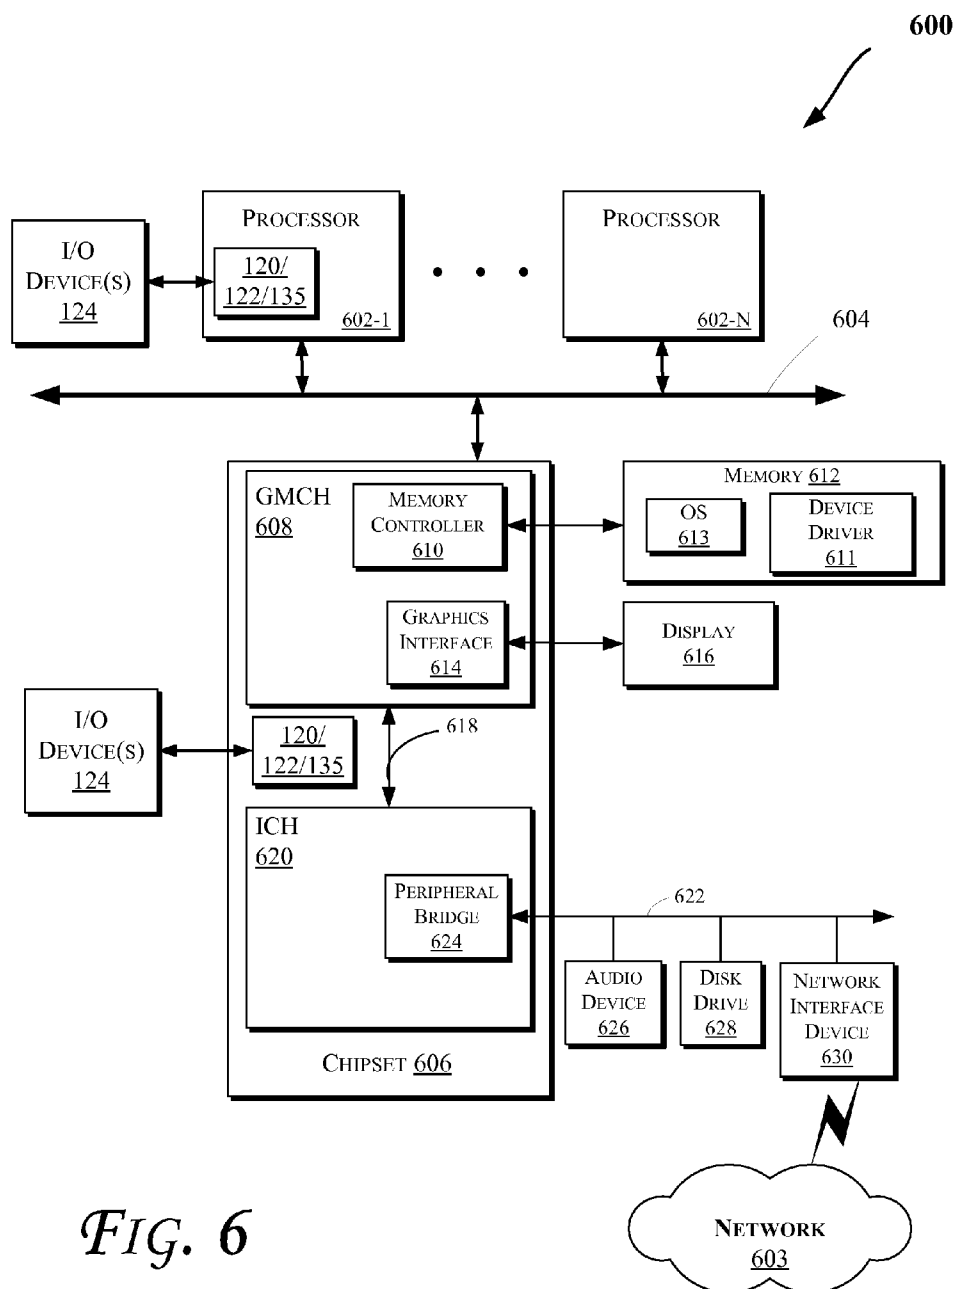 600
PROCESSOR
120/
122/135
602-1
PROCESSOR
602-N
I/O
DEVICE(S)
124
604
GMCH
608
MEMORY
CONTROLLER
610
MEMORY 612
OS
613
DEVICE
DRIVER
611
GRAPHICS
INTERFACE
614
DISPLAY
616
I/O
DEVICE(S)
124
120/
122/135
618
ICH
620
PERIPHERAL
BRIDGE
624
622
AUDIO
DEVICE
626
DISK
DRIVE
628
NETWORK
INTERFACE
DEVICE
630
CHIPSET 606
NETWORK
603
FIG. 6